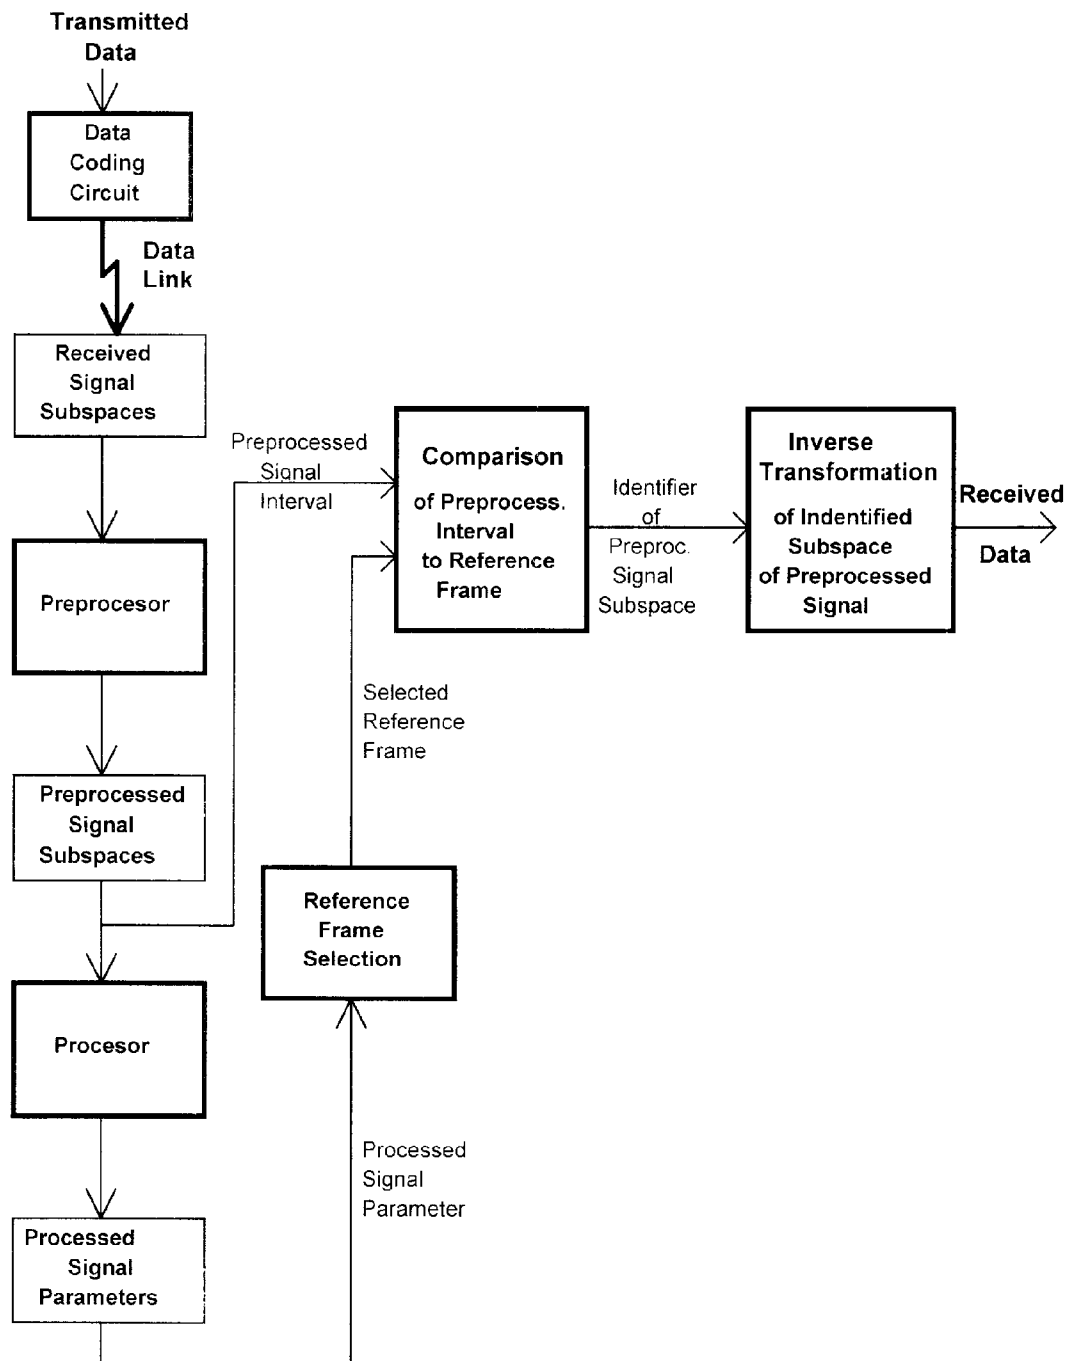 Transmitted
Data
Data
Coding
Circuit
Data
Link
Received
Signal
Subspaces
Preprocesor
Preprocessed
Signal
Subspaces
Procesor
Processed
Signal
Parameters
Preprocessed
Signal
Interval
Processed
Signal
Parameter
Reference
Frame
Selection
Selected
Reference
Frame
Comparison
of Preprocess.
Interval
to Reference
Frame
Identifier
of
Preproc.
Signal
Subspace
Inverse
Transformation
of Indentified
Subspace
of Preprocessed
Signal
Received
Data